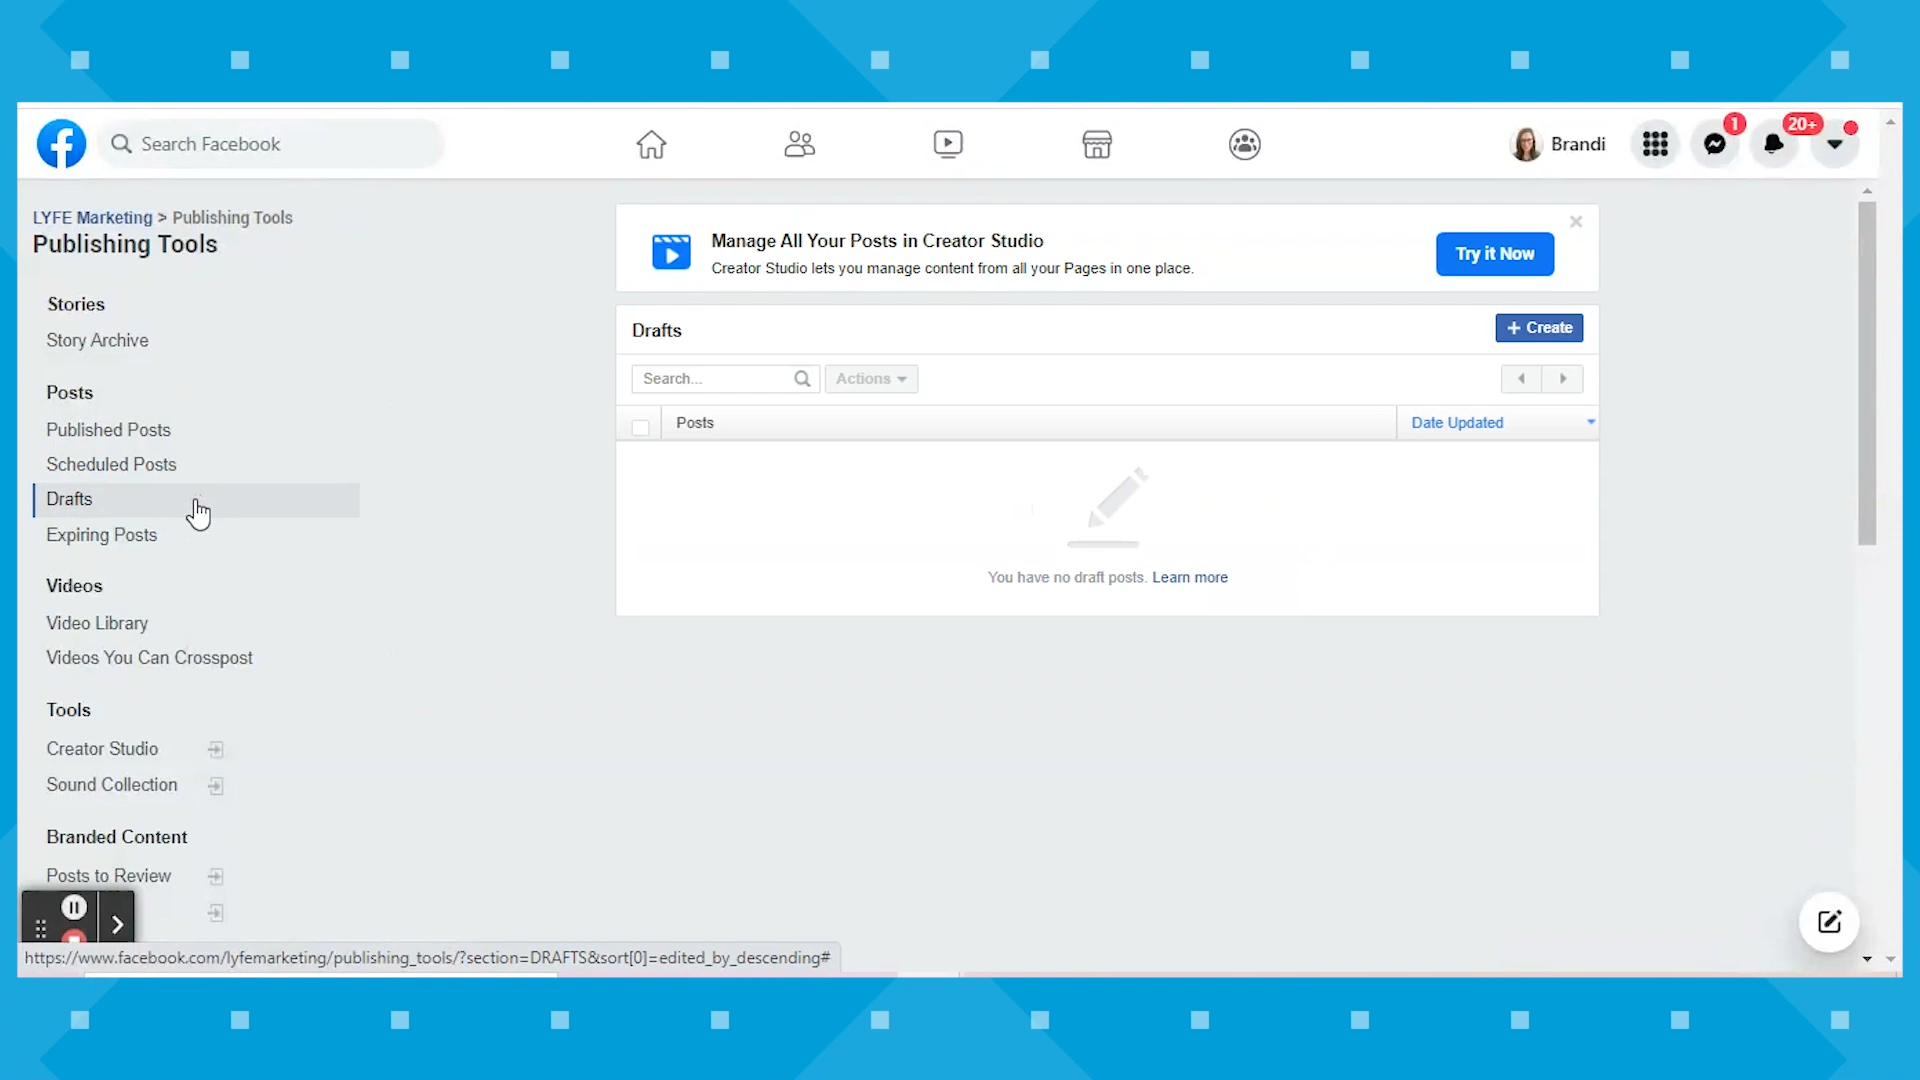 Search Facebook
Brandi
1
20+
LYFE Marketing > Publishing Tools
Publishing Tools
Stories
Story Archive
Posts
Published Posts
Scheduled Posts
Drafts
Expiring Posts
Videos
Video Library
Videos You Can Crosspost
Tools
Creator Studio
Sound Collection
Branded Content
Posts to Review
Manage All Your Posts in Creator Studio
Creator Studio lets you manage content from all your Pages in one place.
Try it Now
Drafts
+ Create
Search...
Actions
Posts
Date Updated
You have no draft posts. Learn more
https://www.facebook.com/lyfemarketing/publishing_tools/?section=DRAFTS&sort[0]=edited_by_descending#